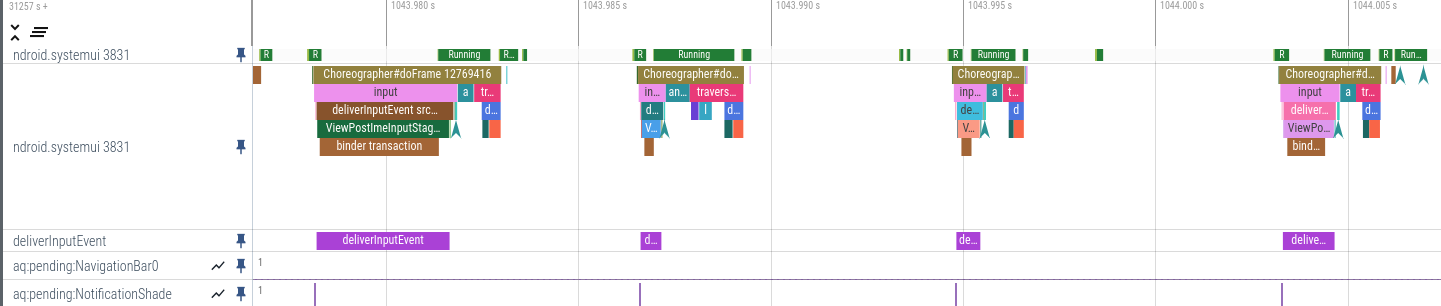 31257 s +
1043.980 s 1043.985 s 1043.990 s 1043.995 s 1044.000 s 1044.005 s
ndroid.systemui 3831 R R Running R... R Running R Running R Running R Run...
Choreographer#doFrame 12769416 Choreographer#do... Choreograp... Choreographer#d...
input a tr... in... an... travers... inp... a t... input a tr...
deliverInputEvent src... d... d... l d... de... d deliver... d...
ViewPostImeInputStag... V... V... ViewPo...
ndroid.systemui 3831 binder transaction bind...
deliverInputEvent deliverInputEvent d... de... delive...
aq:pending:NavigationBar0 1
aq:pending:NotificationShade 1